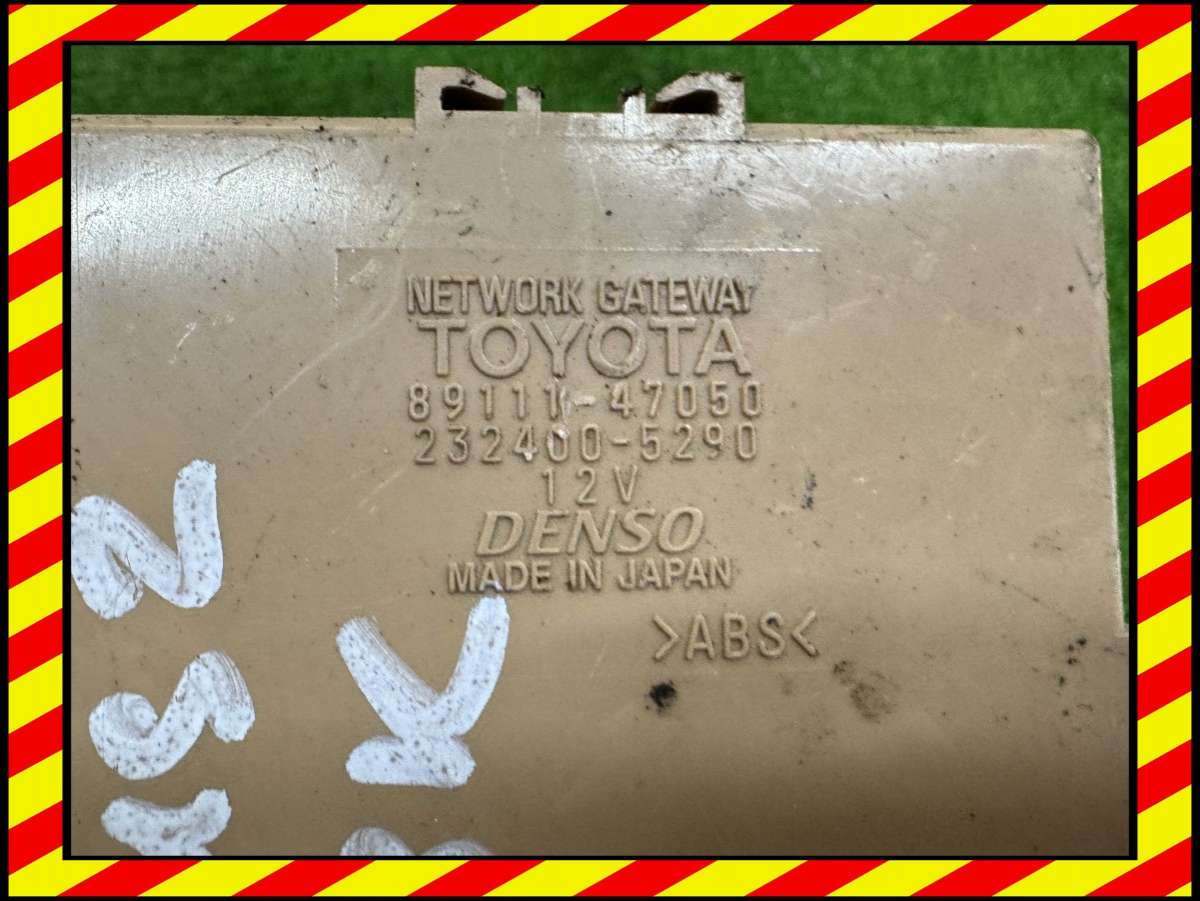 NETWORK GATEWAY
TOYOTA
89111-47050
232400-5290
12V
DENSO
MADE IN JAPAN
>ABS<